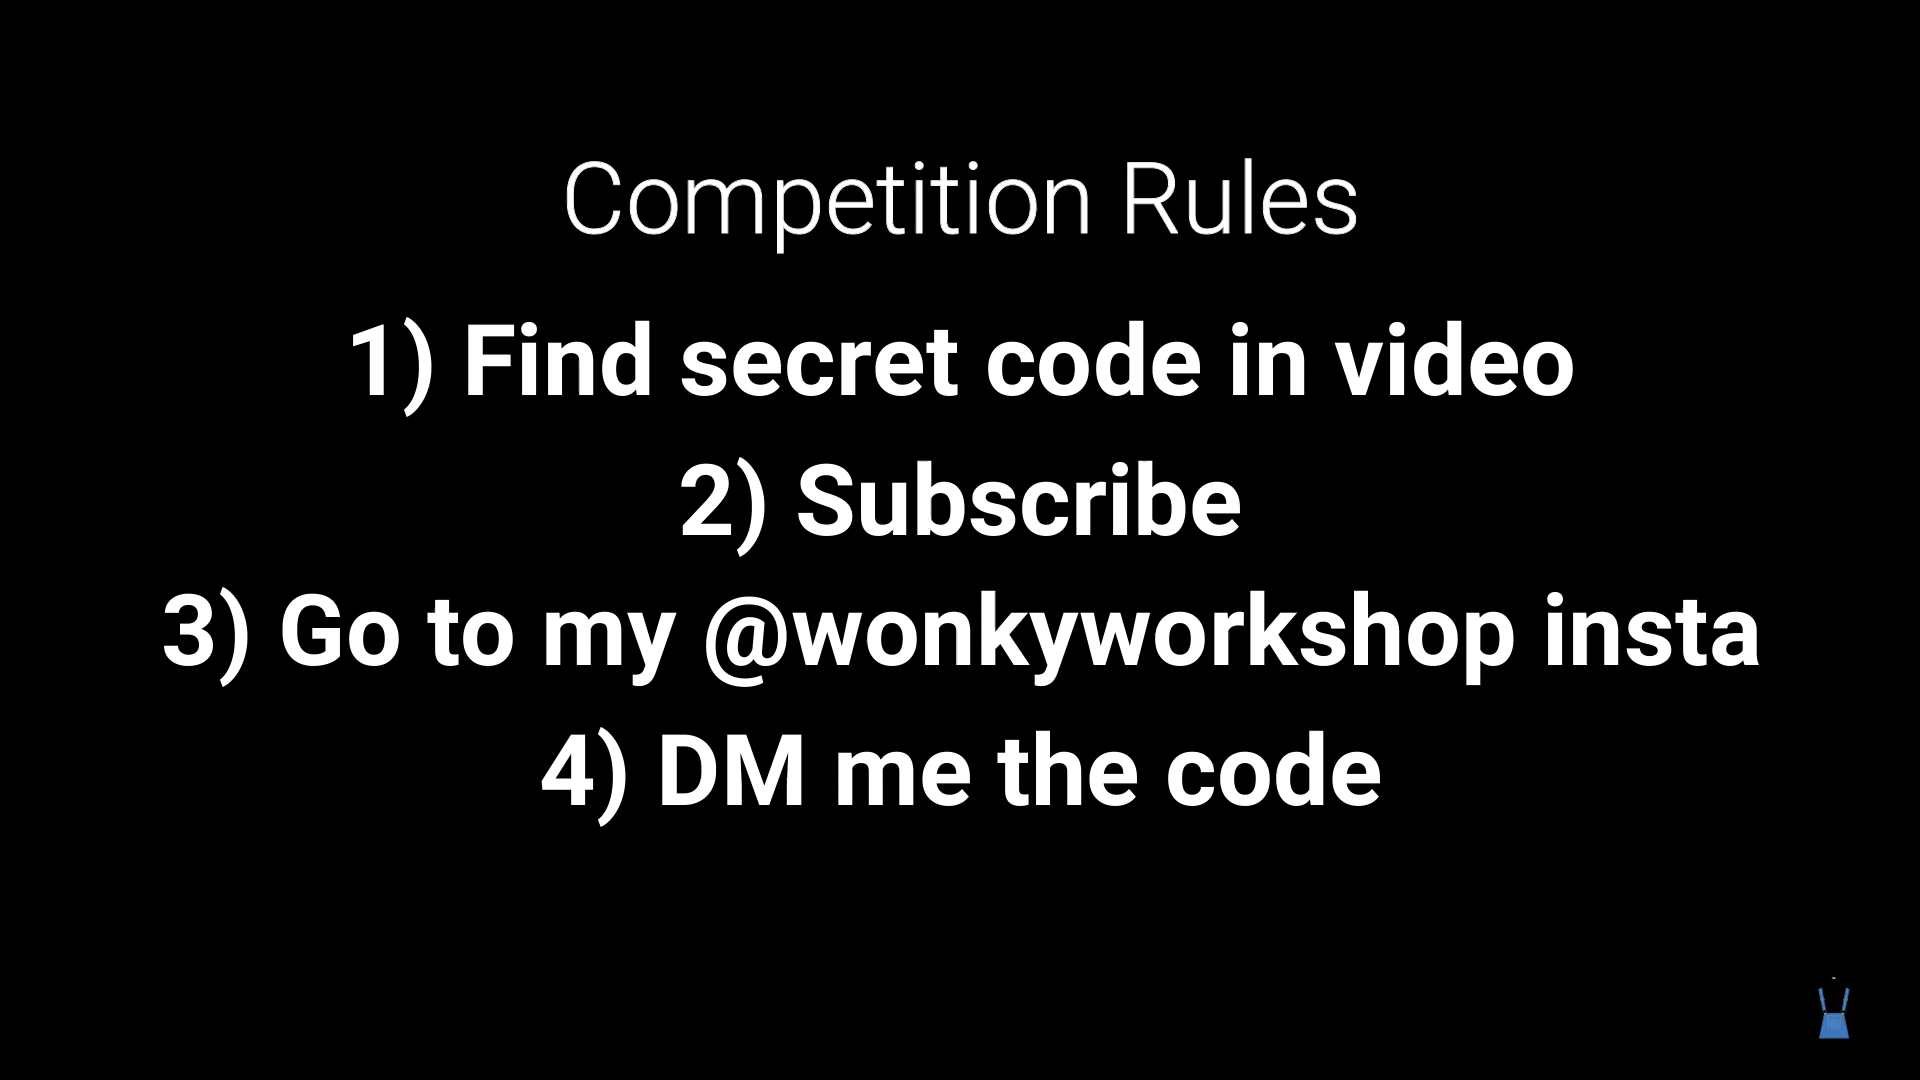 Competition Rules
1) Find secret code in video
2) Subscribe
3) Go to my @wonkyworkshop insta
4) DM me the code